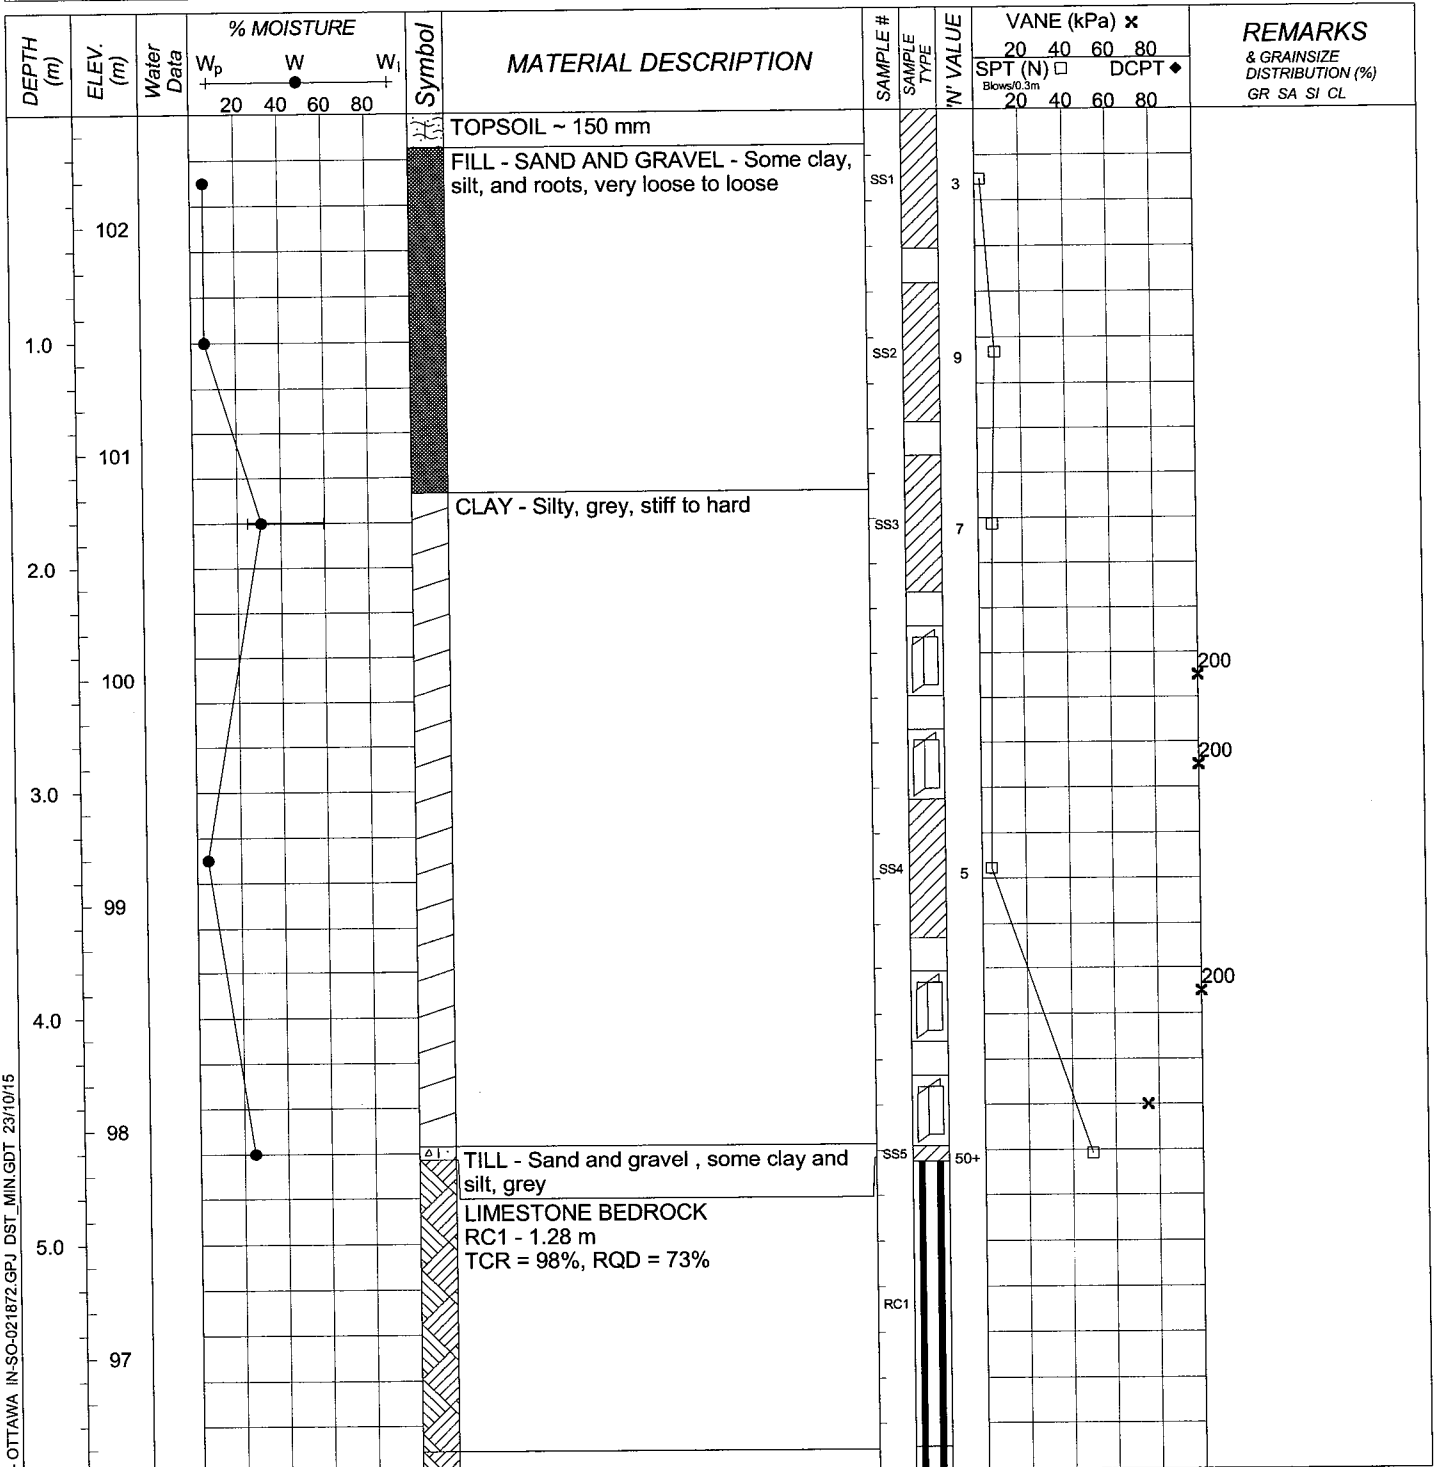 DEPTH (m)
ELEV. (m)
Water Data
% MOISTURE
Wp W Wl
20 40 60 80
Symbol
MATERIAL DESCRIPTION
SAMPLE #
SAMPLE TYPE
'N' VALUE
VANE (kPa) ×
20 40 60 80
SPT (N) □ DCPT ◆
Blows/0.3m
20 40 60 80
REMARKS
& GRAINSIZE
DISTRIBUTION (%)
GR SA SI CL
TOPSOIL ~ 150 mm
FILL - SAND AND GRAVEL - Some clay,
silt, and roots, very loose to loose
SS1 3
102
1.0
SS2 9
101
CLAY - Silty, grey, stiff to hard
SS3 7
2.0
200
100
200
3.0
SS4 5
99
200
4.0
98
TILL - Sand and gravel , some clay and
silt, grey
SS5 50+
LIMESTONE BEDROCK
RC1 - 1.28 m
TCR = 98%, RQD = 73%
5.0
RC1
97
OTTAWA IN-SO-021872.GPJ DST_MIN.GDT 23/10/15